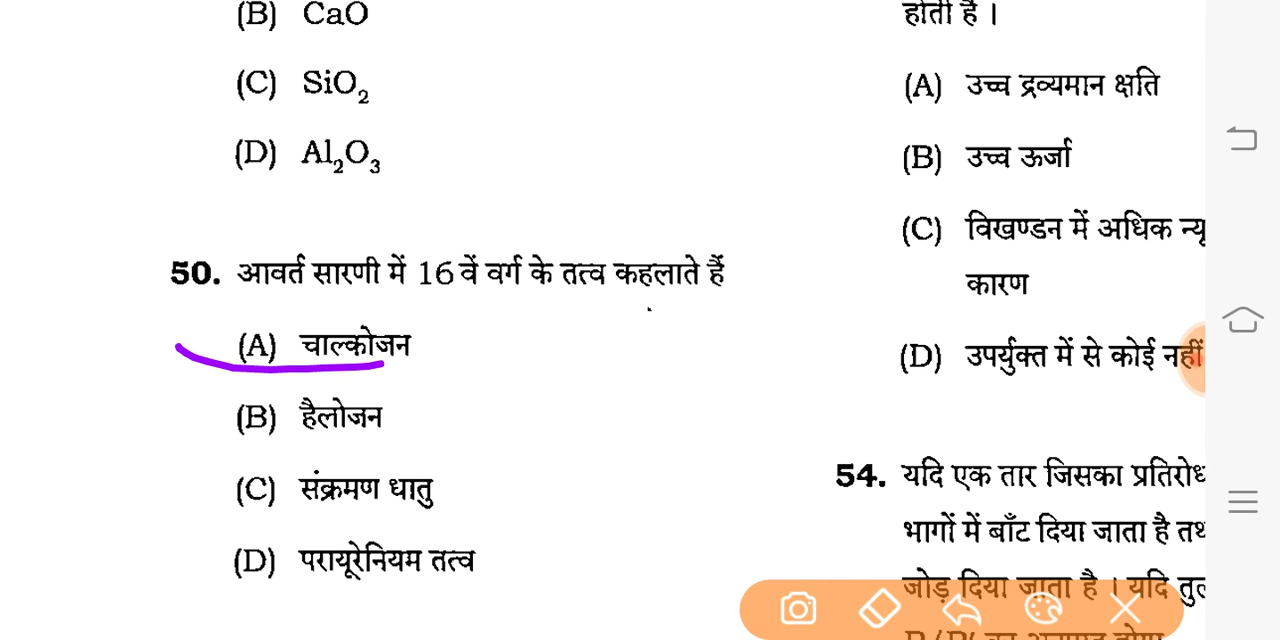 (B) CaO
(C) SiO₂
(D) Al₂O₃
50. आवर्त सारणी में 16 वें वर्ग के तत्व कहलाते हैं
(A) चाल्कोजन
(B) हैलोजन
(C) संक्रमण धातु
(D) परायूरेनियम तत्व
होती है ।
(A) उच्च द्रव्यमान क्षति
(B) उच्च ऊर्जा
(C) विखण्डन में अधिक
कारण
(D) उपर्युक्त में से कोई नहीं
54. यदि एक तार जिसका प्रतिरोध
भागों में बाँट दिया जाता है
जोड़ दिया जाता है । यदि